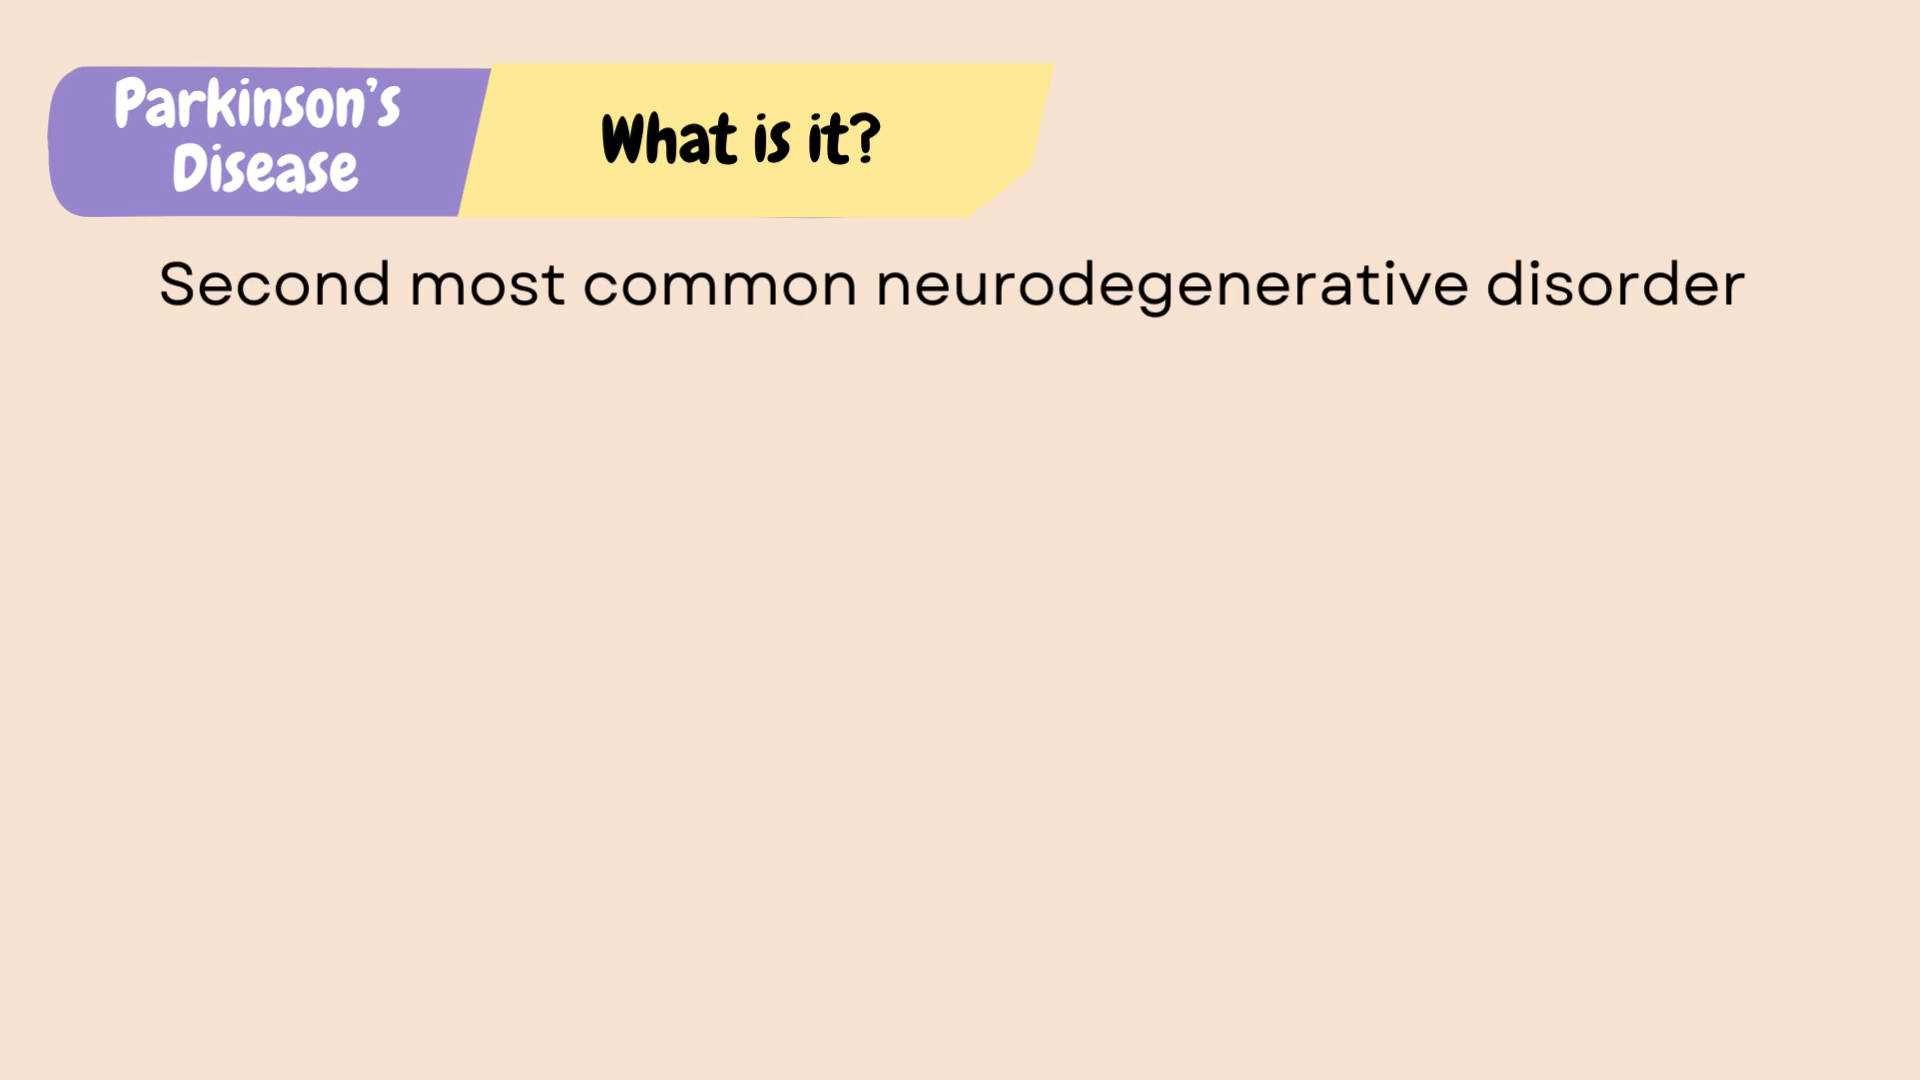 Parkinson's
Disease
What is it?
Second most common neurodegenerative disorder